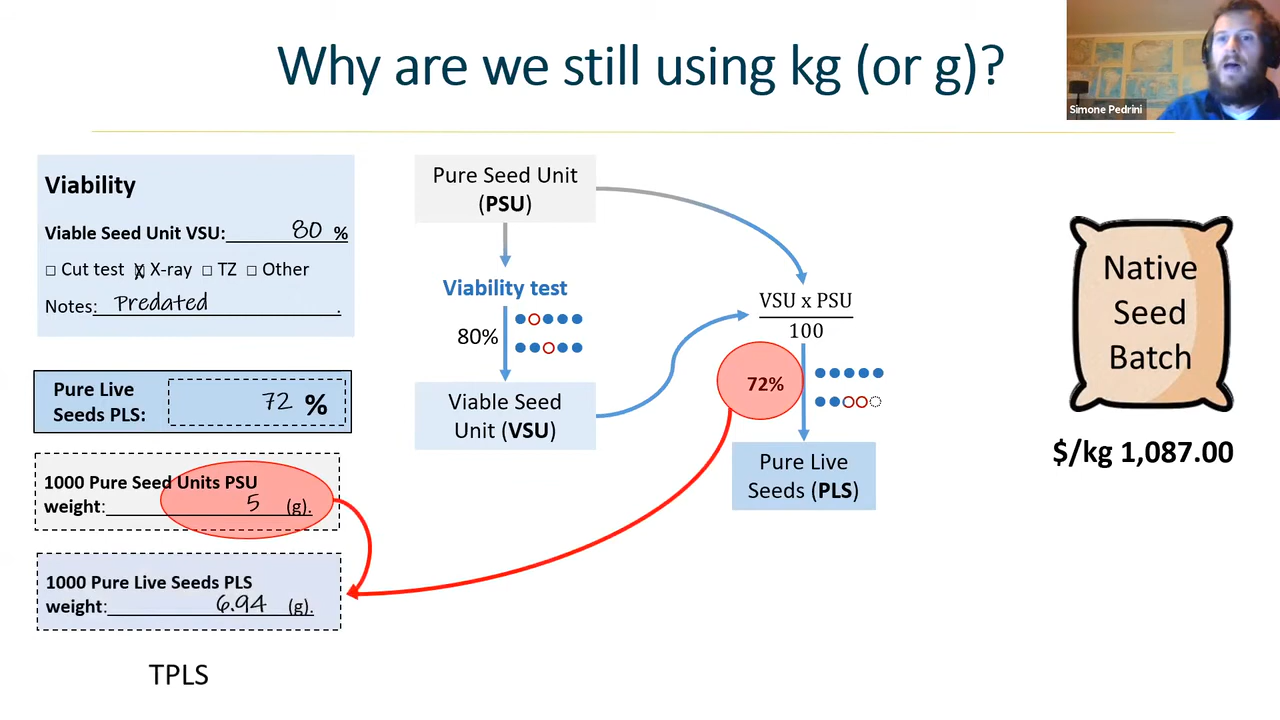 Why are we still using kg (or g)?
Simone Pedrini
Viability
Viable Seed Unit VSU: 80 %
□ Cut test ☒ X-ray □ TZ □ Other
Notes: Predated .
Pure Live
Seeds PLS: 72 %
1000 Pure Seed Units PSU
weight: 5 (g).
1000 Pure Live Seeds PLS
weight: 6.94 (g).
TPLS
Pure Seed Unit
(PSU)
Viability test
80%
Viable Seed
Unit (VSU)
VSU x PSU
100
72%
Pure Live
Seeds (PLS)
Native
Seed
Batch
$/kg 1,087.00